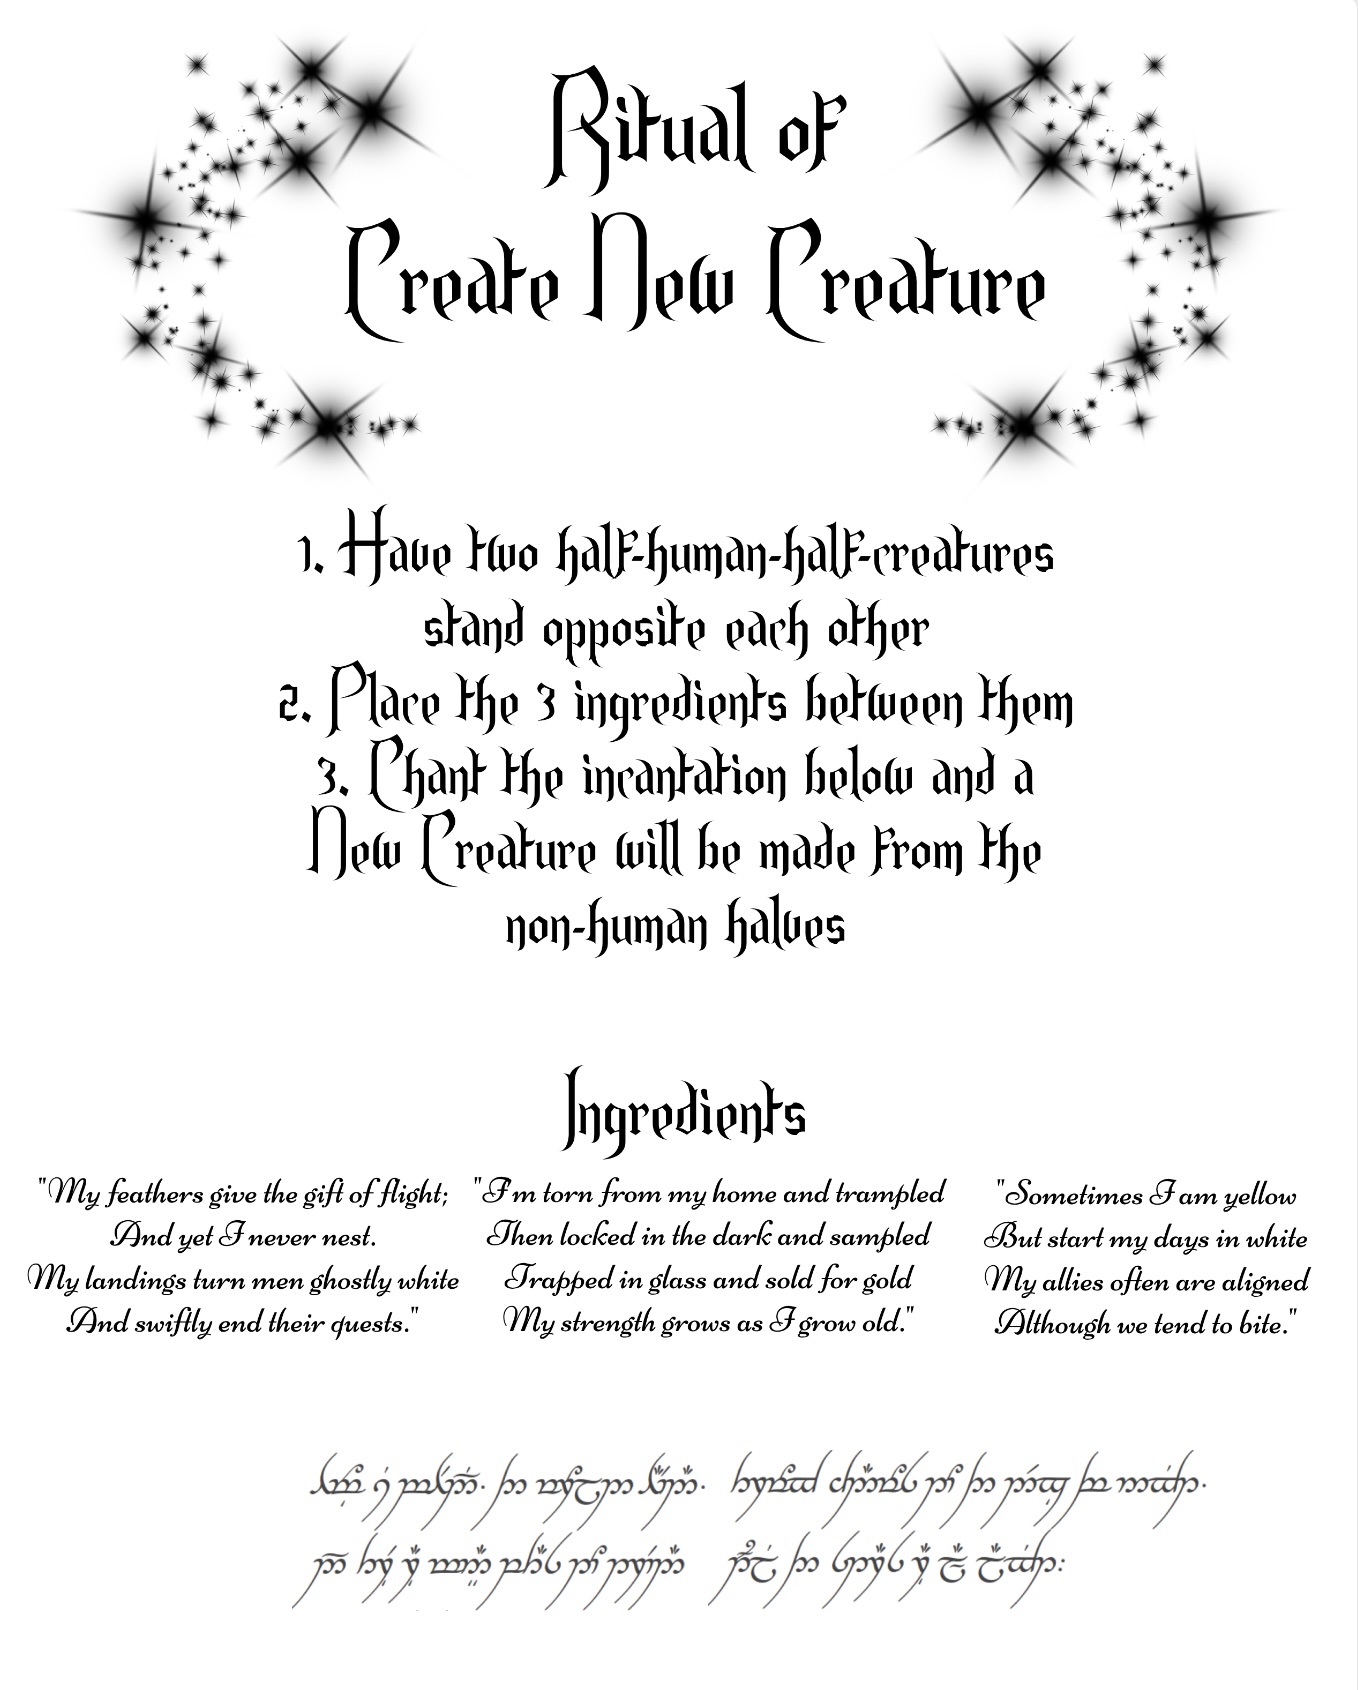 Ritual of
Create New Creature
1. Have two half-human-half-creatures
stand opposite each other
2. Place the 3 ingredients between them
3. Chant the incantation below and a
New Creature will be made from the
non-human halves
Ingredients
"My feathers give the gift of flight;
And yet I never nest.
My landings turn men ghostly white
And swiftly end their quests."
"I'm torn from my home and trampled
Then locked in the dark and sampled
Trapped in glass and sold for gold
My strength grows as I grow old."
"Sometimes I am yellow
But start my days in white
My allies often are aligned
Although we tend to bite."